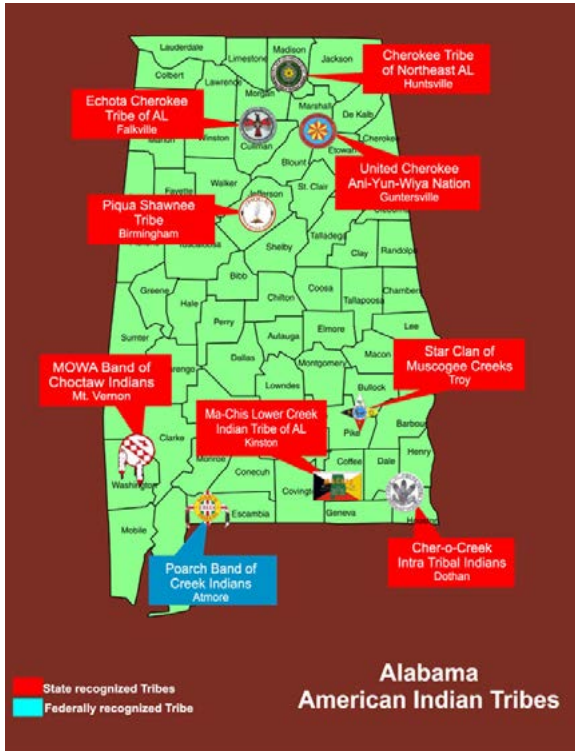 Lauderdale
Limestone
Madison
Jackson
Colbert
Lawrence
Morgan
Cherokee Tribe
of Northeast AL
Huntsville
Echota Cherokee
Tribe of AL
Falkville
Marshall
De Kalb
Cherokee
Marion
Winston
Cullman
Etowah
Blount
United Cherokee
Ani-Yun-Wiya Nation
Guntersville
Walker
Fayette
Jefferson
St. Clair
Piqua Shawnee
Tribe
Birmingham
Talladega
Randolph
Tuscaloosa
Shelby
Clay
Bibb
Coosa
Chambers
Greene
Hale
Chilton
Tallapoosa
Perry
Elmore
Lee
Sumter
Autauga
Macon
Dallas
Montgomery
Star Clan of
Muscogee Creeks
Troy
MOWA Band of
Choctaw Indians
Mt. Vernon
Lowndes
Bullock
Ma-Chis Lower Creek
Indian Tribe of AL
Kinston
Pike
Barbour
Clarke
Monroe
Conecuh
Coffee
Dale
Henry
Washington
Covington
Geneva
Houston
Escambia
Mobile
Cher-o-Creek
Intra Tribal Indians
Dothan
Poarch Band of
Creek Indians
Atmore
State recognized Tribes
Federally recognized Tribe
Alabama
American Indian Tribes